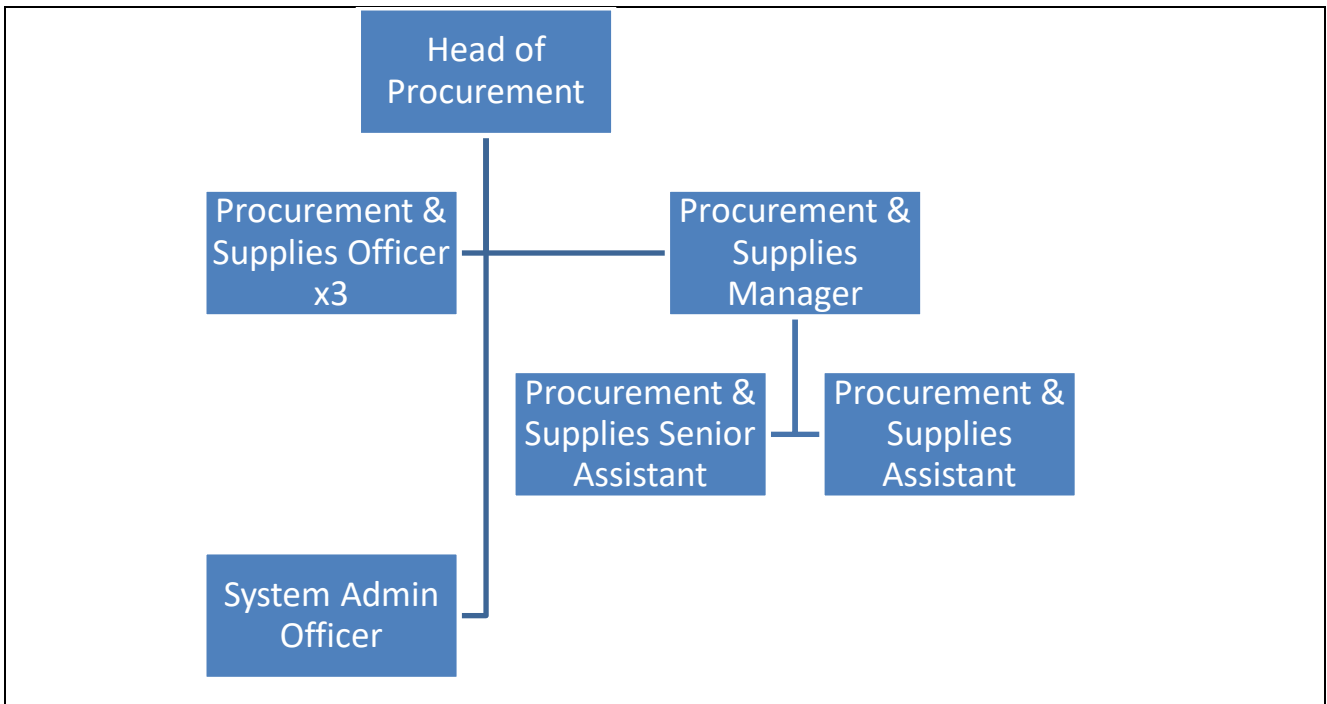 Head of
Procurement
Procurement &
Supplies Officer
x3
Procurement &
Supplies
Manager
Procurement &
Supplies Senior
Assistant
Procurement &
Supplies
Assistant
System Admin
Officer